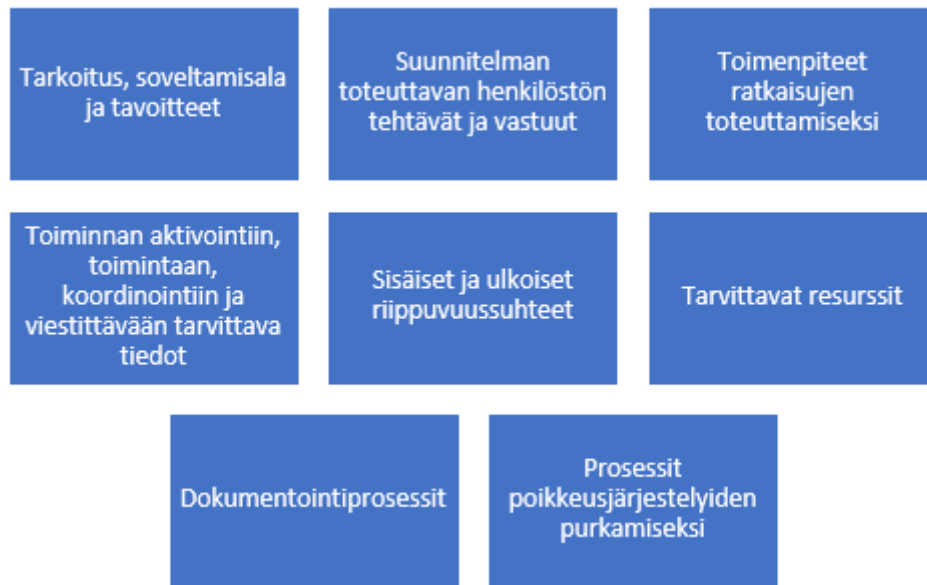 Tarkoitus, soveltamisala
ja tavoitteet
Suunnitelman
toteuttavan henkilöstön
tehtävät ja vastuut
Toimenpiteet
ratkaisujen
toteuttamiseksi
Toiminnan aktivointiin,
toimintaan,
koordinointiin ja
viestittävään tarvittava
tiedot
Sisäiset ja ulkoiset
riippuvuussuhteet
Tarvittavat resurssit
Dokumentointiprosessit
Prosessit
poikkeusjärjestelyiden
purkamiseksi